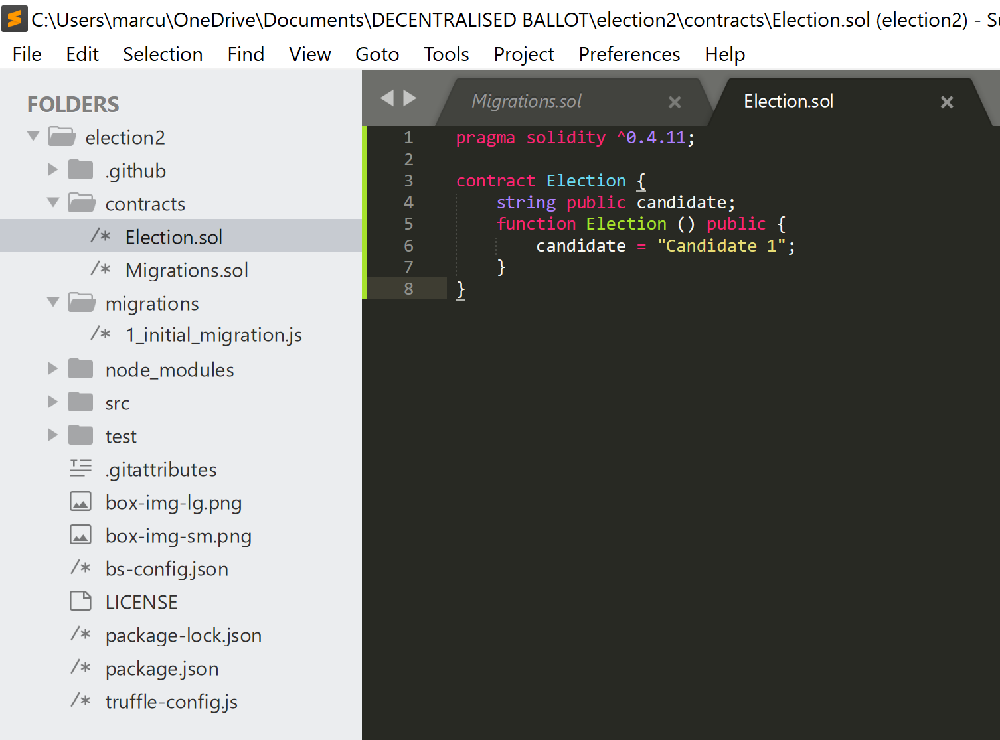 C:\Users\marcu\OneDrive\Documents\DECENTRALISED BALLOT\election2\contracts\Election.sol (election2) - Su
File Edit Selection Find View Goto Tools Project Preferences Help
FOLDERS
election2
.github
contracts
/* Election.sol
/* Migrations.sol
migrations
/* 1_initial_migration.js
node_modules
src
test
.gitattributes
box-img-lg.png
box-img-sm.png
/* bs-config.json
LICENSE
/* package-lock.json
/* package.json
/* truffle-config.js
Migrations.sol × Election.sol ×
1 pragma solidity ^0.4.11;
2
3 contract Election {
4 string public candidate;
5 function Election () public {
6 candidate = "Candidate 1";
7 }
8 }